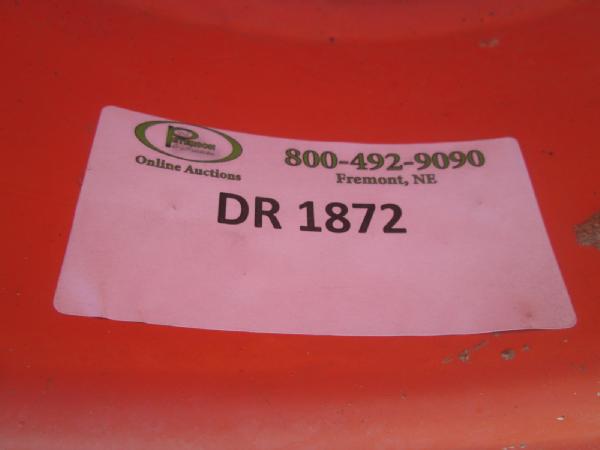 Online Auctions
800-492-9090
Fremont, NE
DR 1872